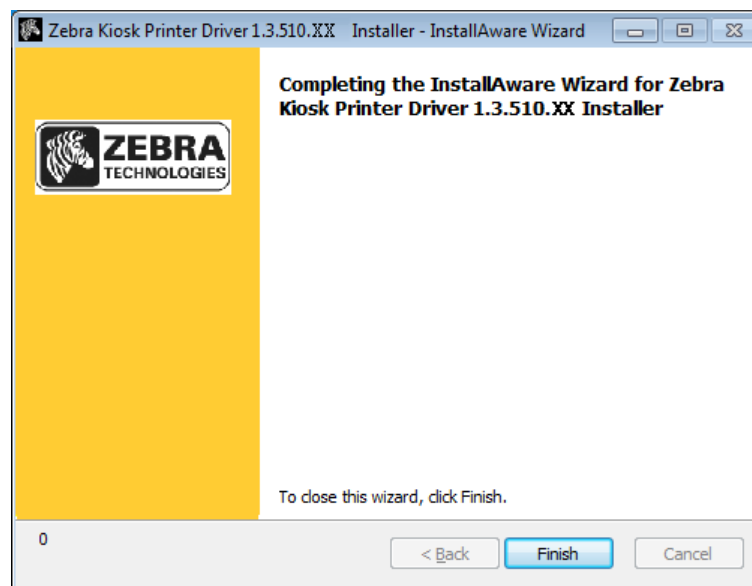 Zebra Kiosk Printer Driver 1.3.510.XX Installer - InstallAware Wizard
Completing the InstallAware Wizard for Zebra
Kiosk Printer Driver 1.3.510.XX Installer
ZEBRA
TECHNOLOGIES
To close this wizard, click Finish.
0
< Back
Finish
Cancel